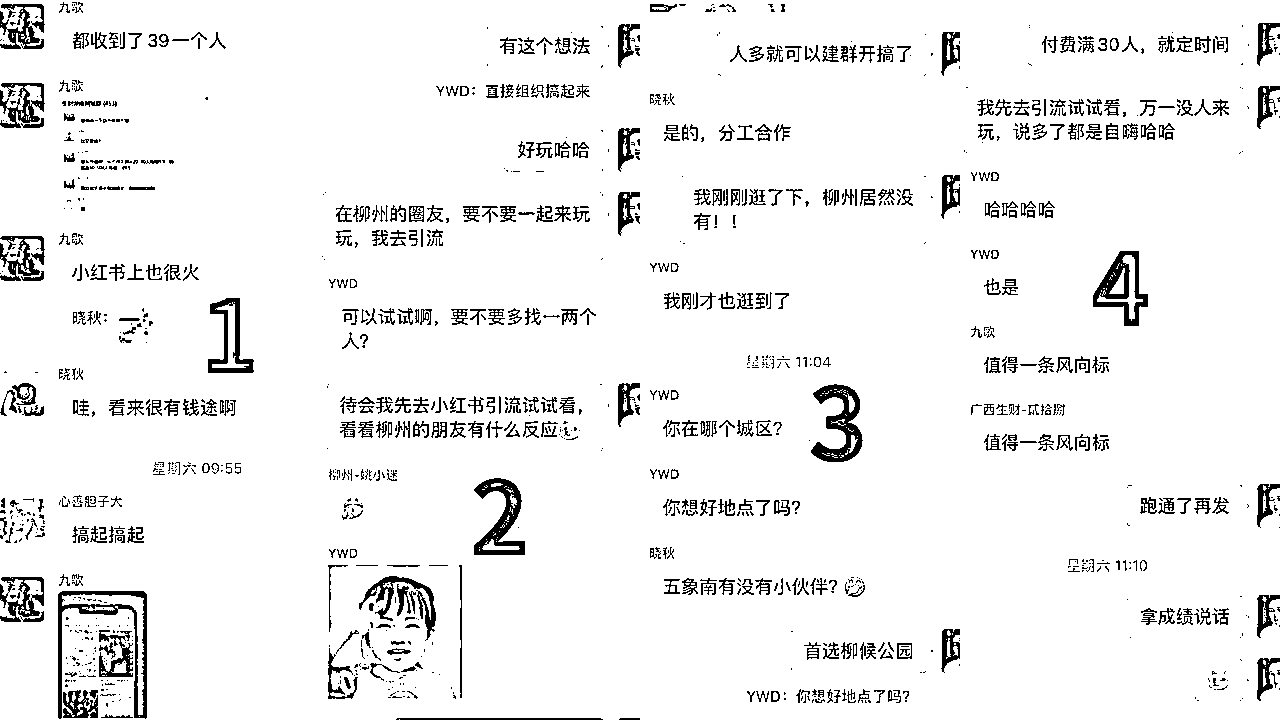 九歌
都收到了39一个人
九歌
九歌
小红书上也很火
晓秋：
1
晓秋
哇，看来很有钱途啊
星期六 09:55
心善胆子大
搞起搞起
九歌
有这个想法
YWD：直接组织搞起来
好玩哈哈
在柳州的圈友，要不要一起来玩
玩，我去引流
YWD
可以试试啊，要不要多找一两个
人？
待会我先去小红书引流试试看，
看看柳州的朋友有什么反应
柳州-姚小迷
2
YWD
人多就可以建群开搞了
晓秋
是的，分工合作
我刚刚逛了下，柳州居然没
有！！
YWD
我刚才也逛到了
星期六 11:04
YWD
你在哪个城区？
3
YWD
你想好地点了吗？
晓秋
五象南有没有小伙伴？
首选柳候公园
YWD：你想好地点了吗？
付费满30人，就定时间
我先去引流试试看，万一没人来
玩，说多了都是自嗨哈哈
YWD
哈哈哈哈
YWD
也是
4
九歌
值得一条风向标
广西生财-贰拾捌
值得一条风向标
跑通了再发
星期六 11:10
拿成绩说话